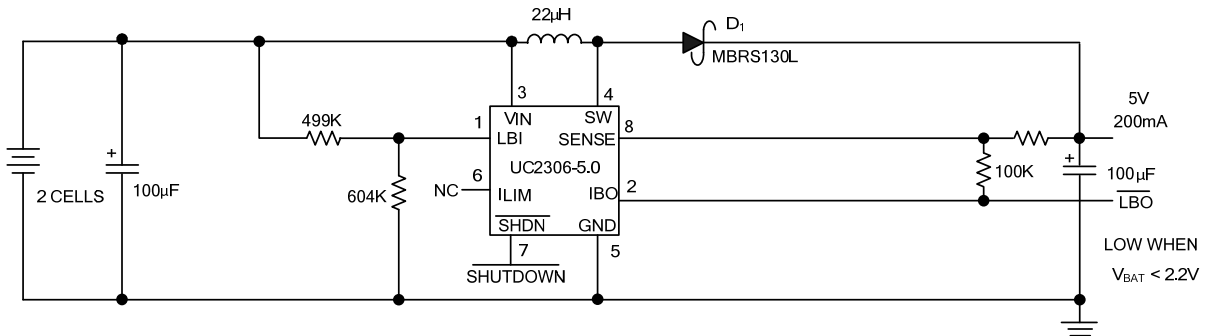 22µH
D1
MBRS130L
3
4
5V
200mA
499K
1
VIN
SW
8
LBI
SENSE
UC2306-5.0
+
2 CELLS
100µF
604K
NC
6
ILIM
IBO
2
100K
+
100µF
LBO
SHDN
GND
7
5
SHUTDOWN
LOW WHEN
VBAT < 2.2V